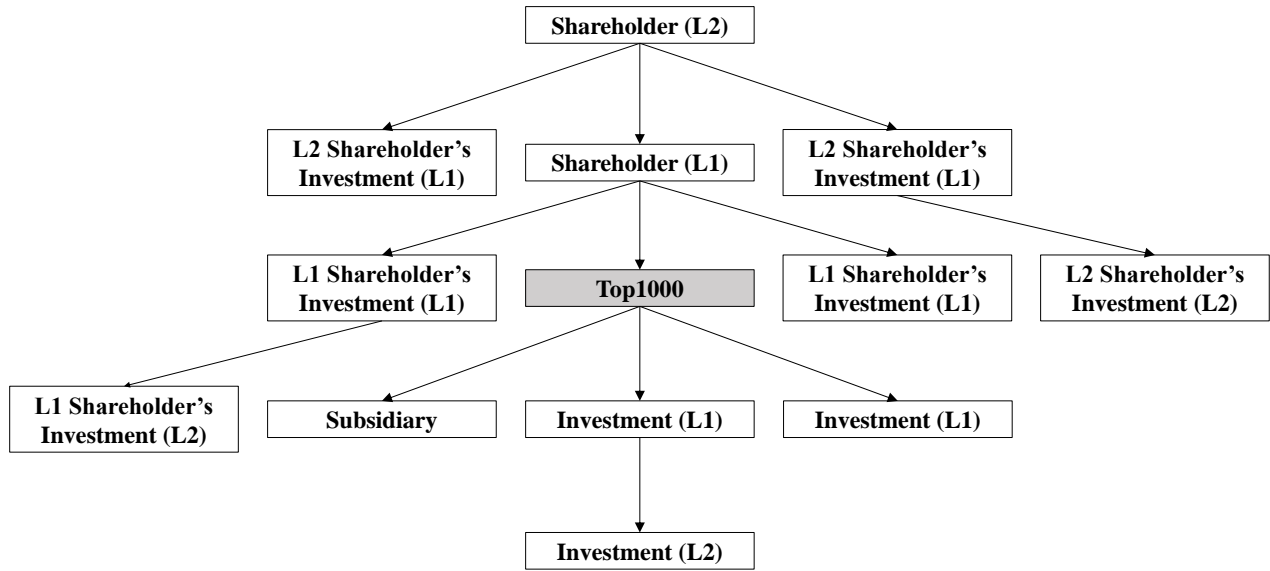 Shareholder (L2)
L2 Shareholder's
Investment (L1)
Shareholder (L1)
L2 Shareholder's
Investment (L1)
L1 Shareholder's
Investment (L1)
Top1000
L1 Shareholder's
Investment (L1)
L2 Shareholder's
Investment (L2)
L1 Shareholder's
Investment (L2)
Subsidiary
Investment (L1)
Investment (L1)
Investment (L2)